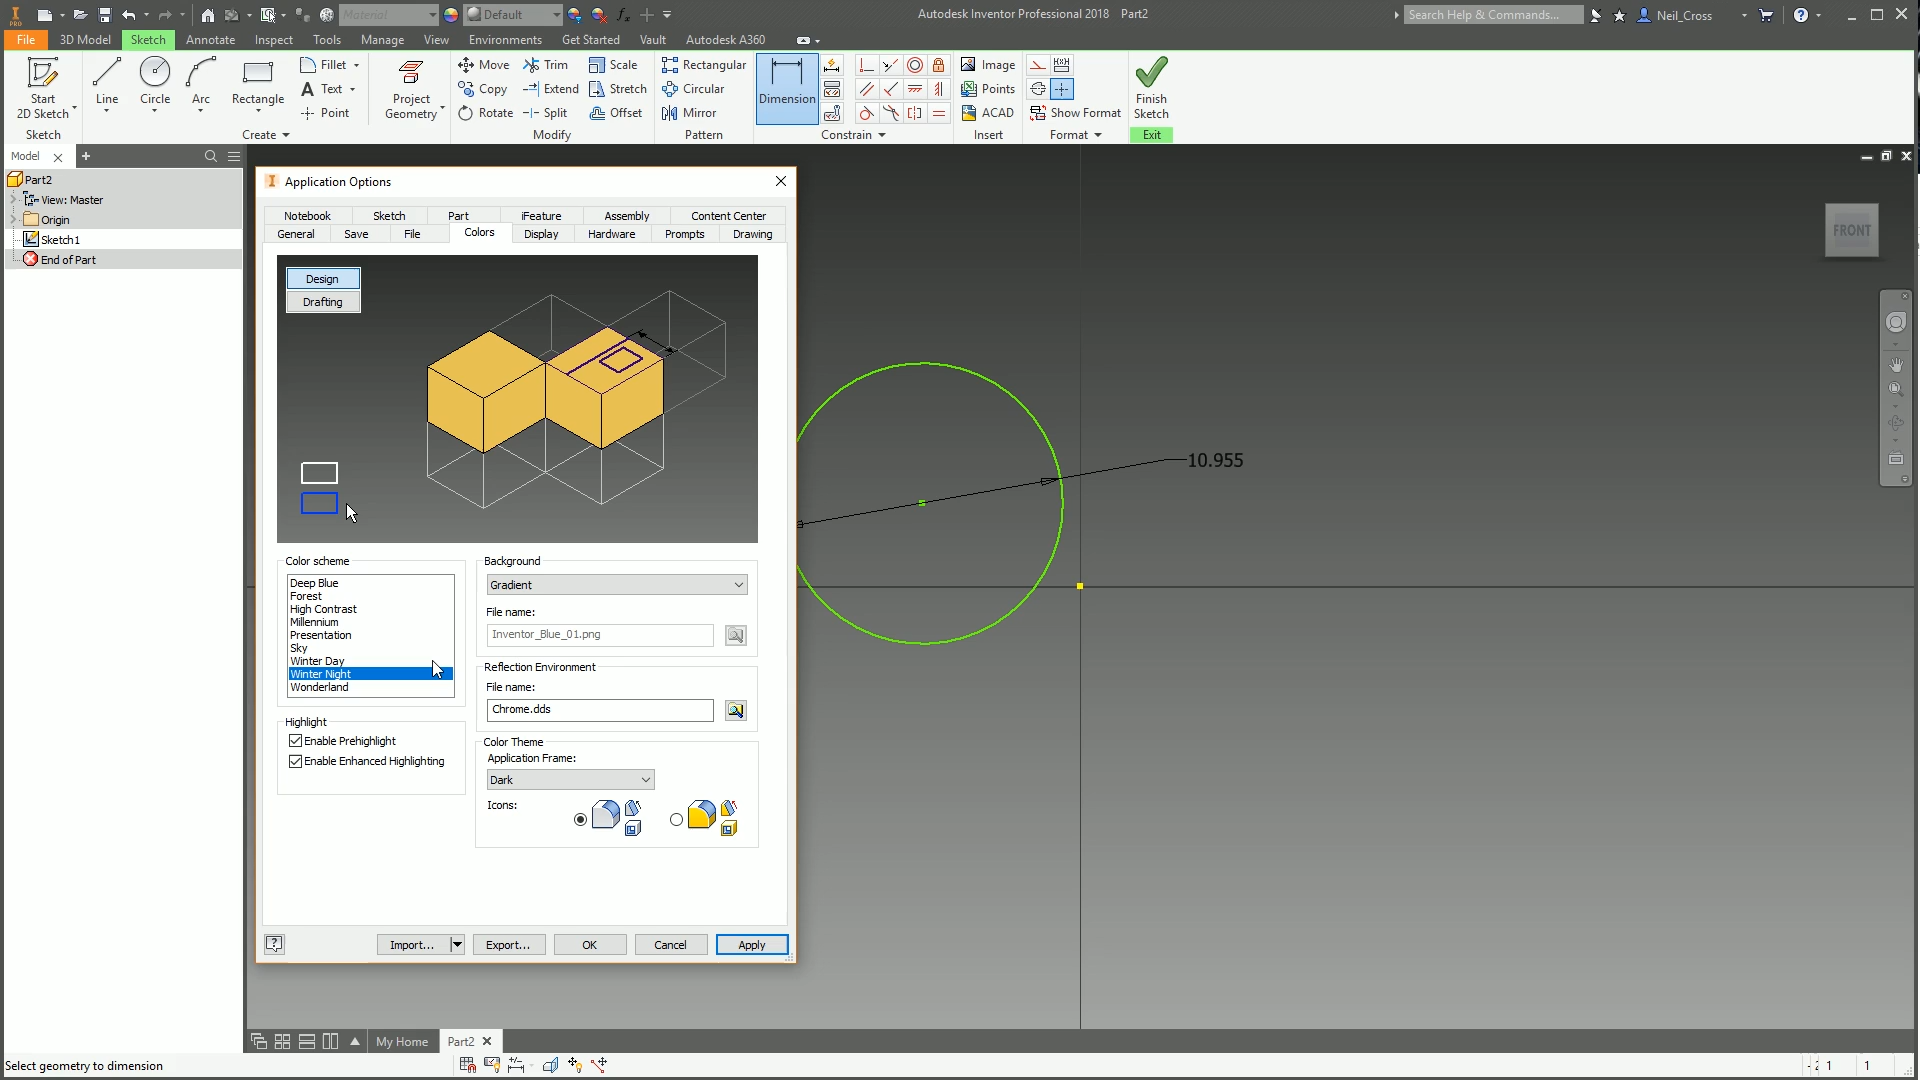 PRO
Material
Default
fx
Autodesk Inventor Professional 2018 Part2
Search Help & Commands...
Neil_Cross
File
3D Model
Sketch
Annotate
Inspect
Tools
Manage
View
Environments
Get Started
Vault
Autodesk A360
Start
2D Sketch
Line
Circle
Arc
Rectangle
Fillet
Text
Point
Project
Geometry
Move
Copy
Rotate
Trim
Extend
Split
Scale
Stretch
Offset
Rectangular
Circular
Mirror
Dimension
Image
Points
ACAD
Show Format
Finish
Sketch
Sketch
Create
Modify
Pattern
Constrain
Insert
Format
Exit
Model
Part2
View: Master
Origin
Sketch1
End of Part
Application Options
Notebook
Sketch
Part
iFeature
Assembly
Content Center
General
Save
File
Colors
Display
Hardware
Prompts
Drawing
Design
Drafting
Color scheme
Deep Blue
Forest
High Contrast
Millennium
Presentation
Sky
Winter Day
Winter Night
Wonderland
Highlight
Enable Prehighlight
Enable Enhanced Highlighting
Background
Gradient
File name:
Inventor_Blue_01.png
Reflection Environment
File name:
Chrome.dds
Color Theme
Application Frame:
Dark
Icons:
Import...
Export...
OK
Cancel
Apply
10.955
FRONT
My Home
Part2
Select geometry to dimension
1
1